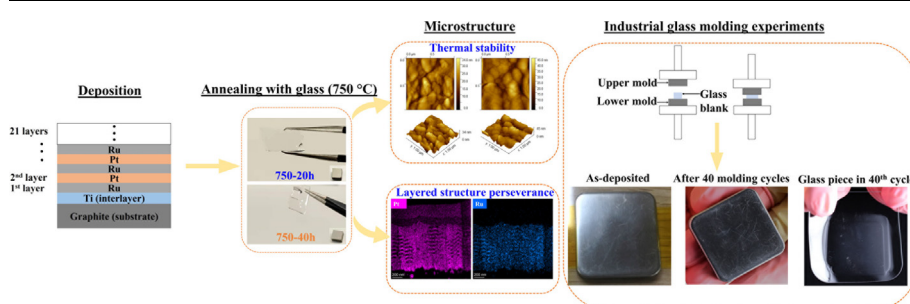 Microstructure
Industrial glass molding experiments
Thermal stability
Deposition
Annealing with glass (750 °C)
Upper mold
Lower mold
Glass
blank
21 layers
Ru
Pt
Ru
2nd layer
Pt
1st layer
Ru
Ti (interlayer)
Graphite (substrate)
750-20h
750-40h
Layered structure perseverance
Pt
Ru
As-deposited
After 40 molding cycles
Glass piece in 40th cycle